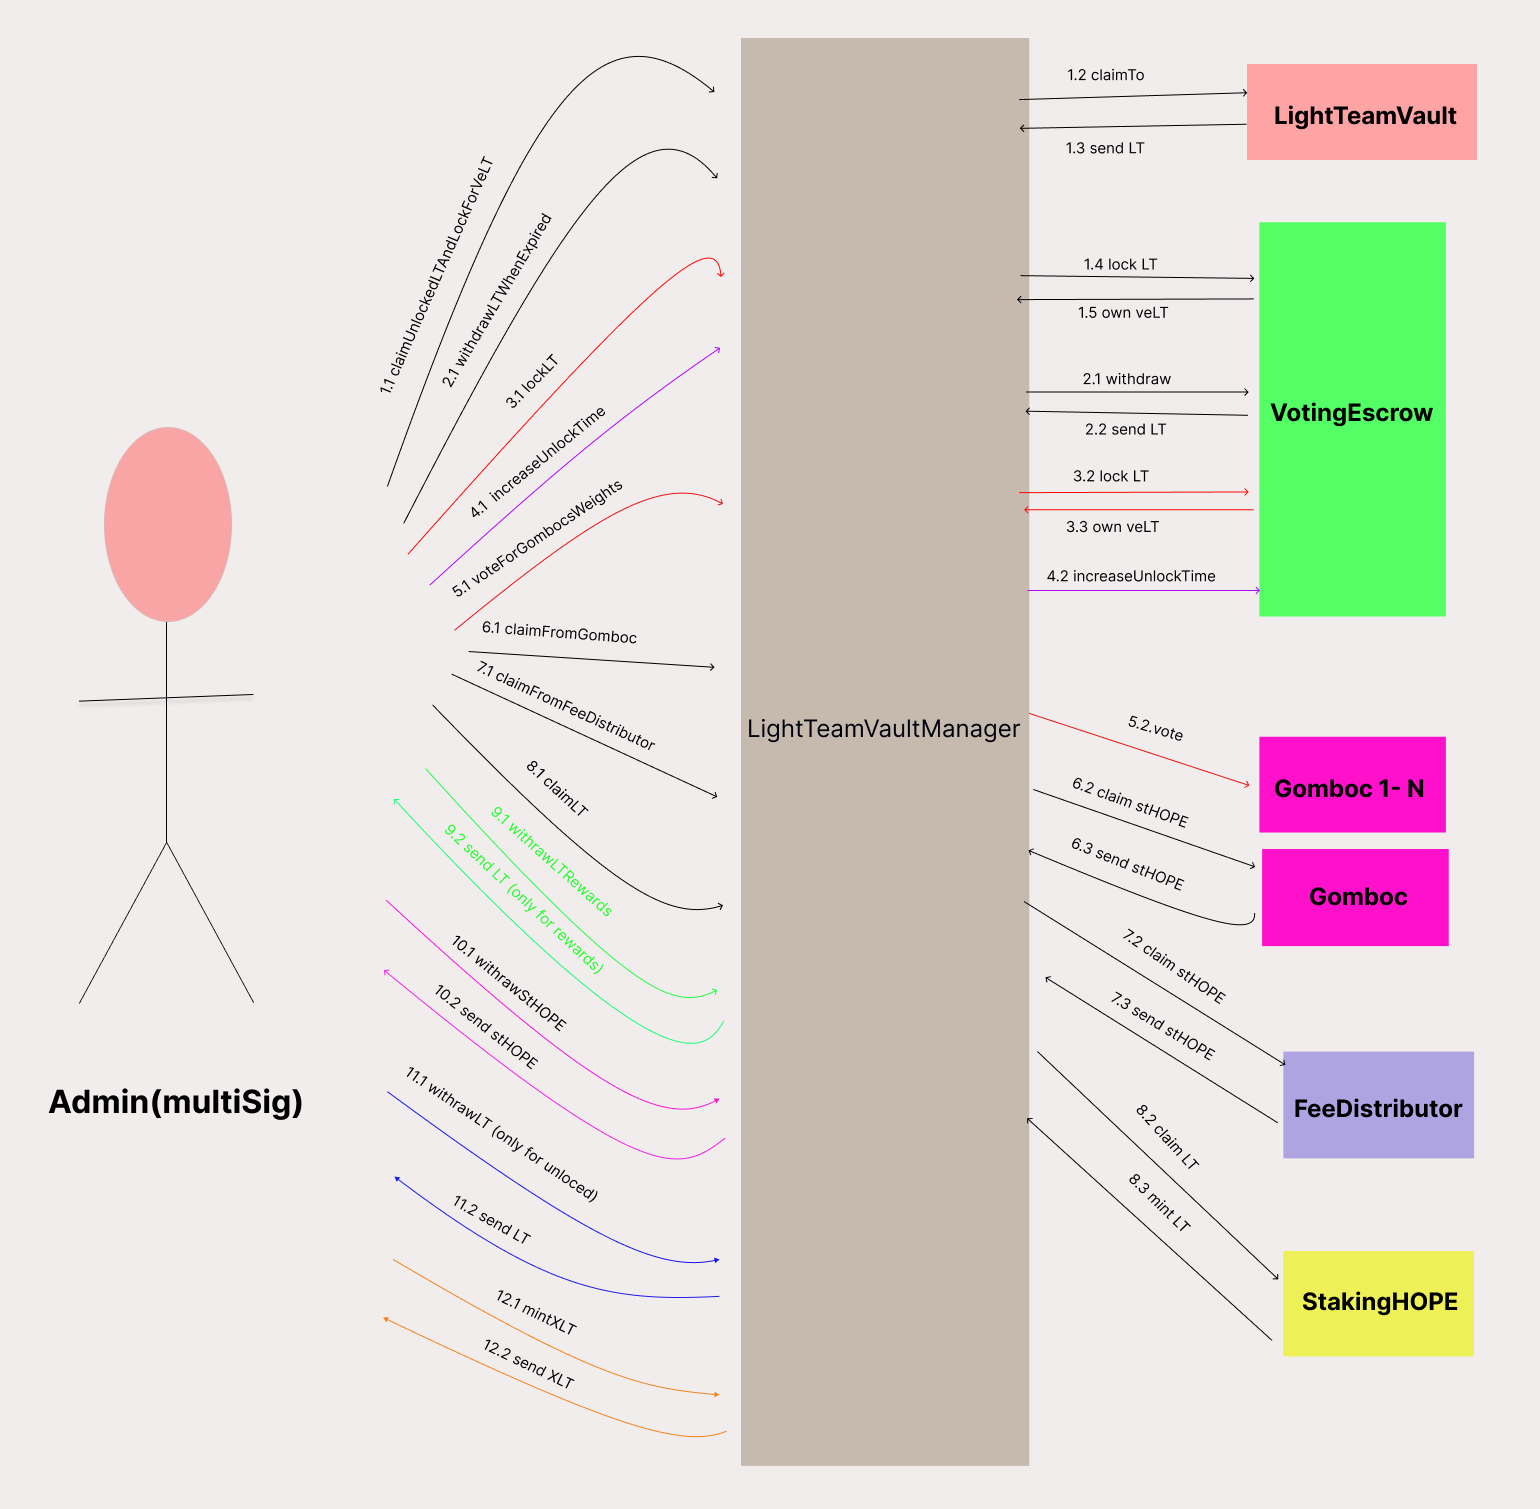 1.1 claimUnlockedLTAndLockForVeLT
2.1 withdrawLTWhenExpired
3.1 lockLT
4.1 increaseUnlockTime
5.1 voteForGombocsWeights
6.1 claimFromGomboc
7.1 claimFromFeeDistributor
8.1 claimLT
9.1 withrawLTRewards
9.2 send LT (only for rewards)
10.1 withrawStHOPE
10.2 send stHOPE
11.1 withrawLT (only for unloced)
11.2 send LT
12.1 mintXLT
12.2 send XLT
Admin(multiSig)
LightTeamVaultManager
1.2 claimTo
1.3 send LT
LightTeamVault
1.4 lock LT
1.5 own veLT
2.1 withdraw
2.2 send LT
3.2 lock LT
3.3 own veLT
4.2 increaseUnlockTime
VotingEscrow
5.2.vote
Gomboc 1- N
6.2 claim stHOPE
6.3 send stHOPE
Gomboc
7.2 claim stHOPE
7.3 send stHOPE
FeeDistributor
8.2 claim LT
8.3 mint LT
StakingHOPE